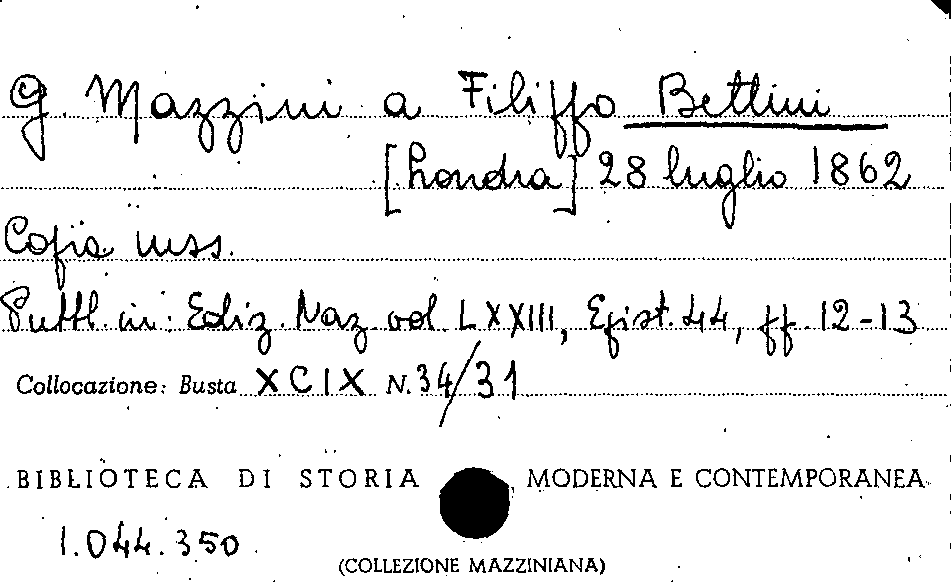 G. Mazzini a Filippo Bettini
[Londra] 28 luglio 1862
Copia mss.
Pubbl. in: Ediz. Naz. vol. LXXIII, Epist. 44, pp. 12-13
Collocazione: Busta XCIX N. 34/31
BIBLIOTECA DI STORIA MODERNA E CONTEMPORANEA
1.044.350
(COLLEZIONE MAZZINIANA)